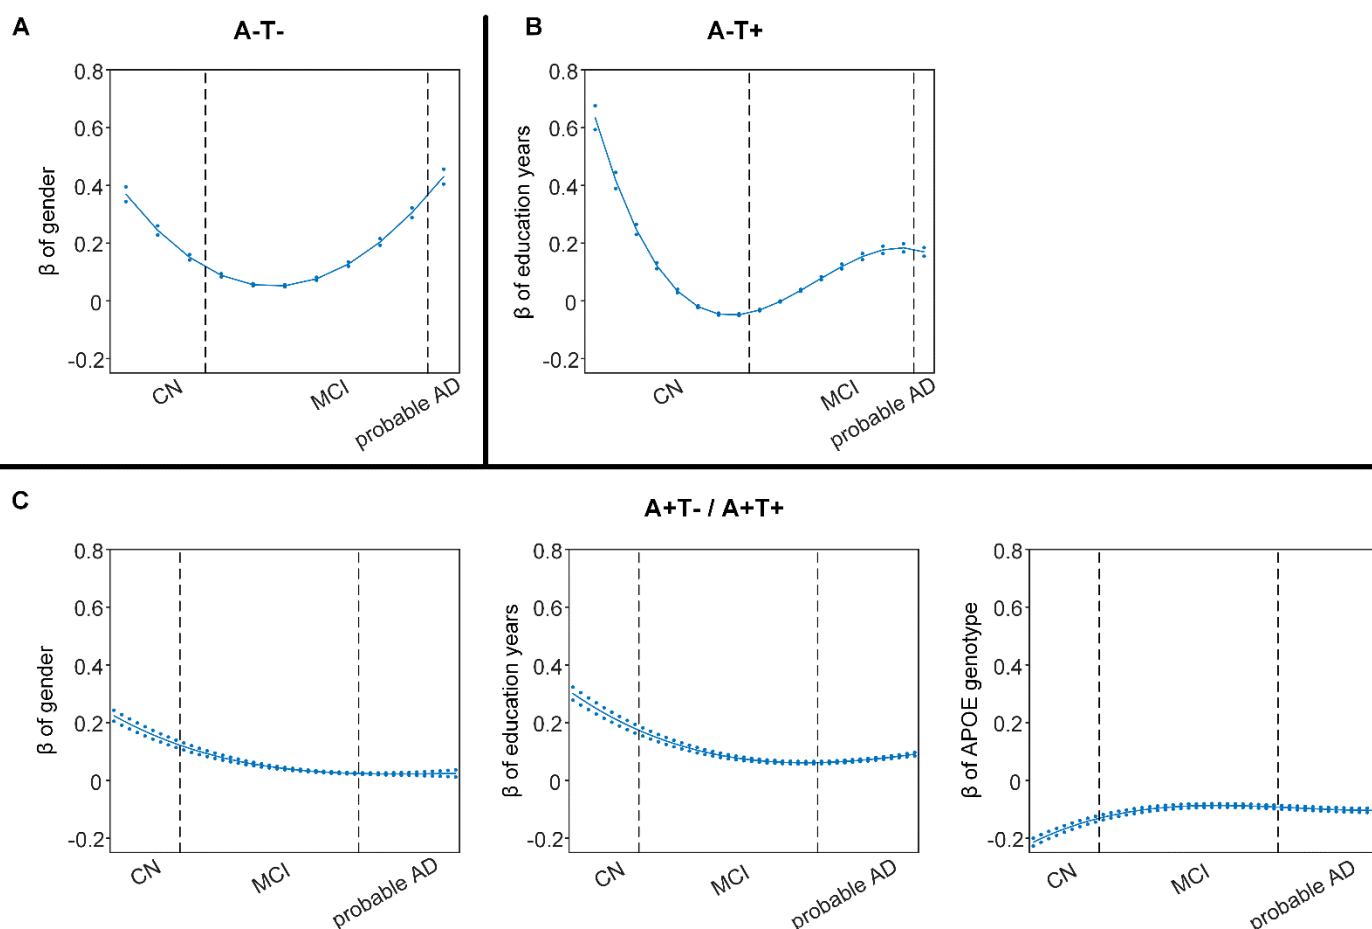 A
A-T-
B
A-T+
0.8
0.6
0.4
0.2
0
-0.2
β of gender
CN
MCI
probable AD
0.8
0.6
0.4
0.2
0
-0.2
β of education years
CN
MCI
probable AD
C
A+T- / A+T+
0.8
0.6
0.4
0.2
0
-0.2
β of gender
CN
MCI
probable AD
0.8
0.6
0.4
0.2
0
-0.2
β of education years
CN
MCI
probable AD
0.8
0.6
0.4
0.2
0
-0.2
β of APOE genotype
CN
MCI
probable AD